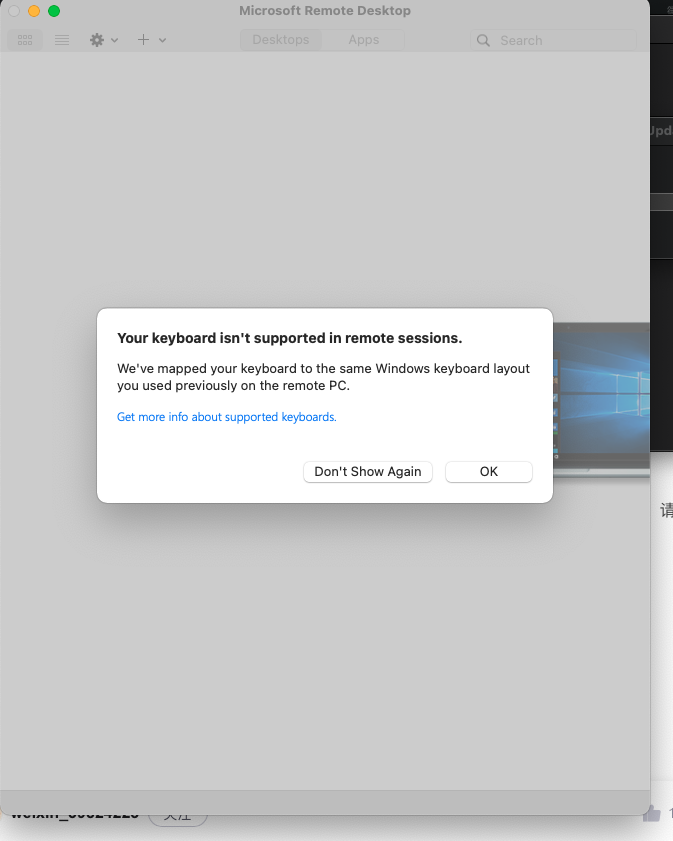 Microsoft Remote Desktop
Desktops
Apps
Search
Your keyboard isn't supported in remote sessions.
We've mapped your keyboard to the same Windows keyboard layout
you used previously on the remote PC.
Get more info about supported keyboards.
Don't Show Again
OK
请
关注
1